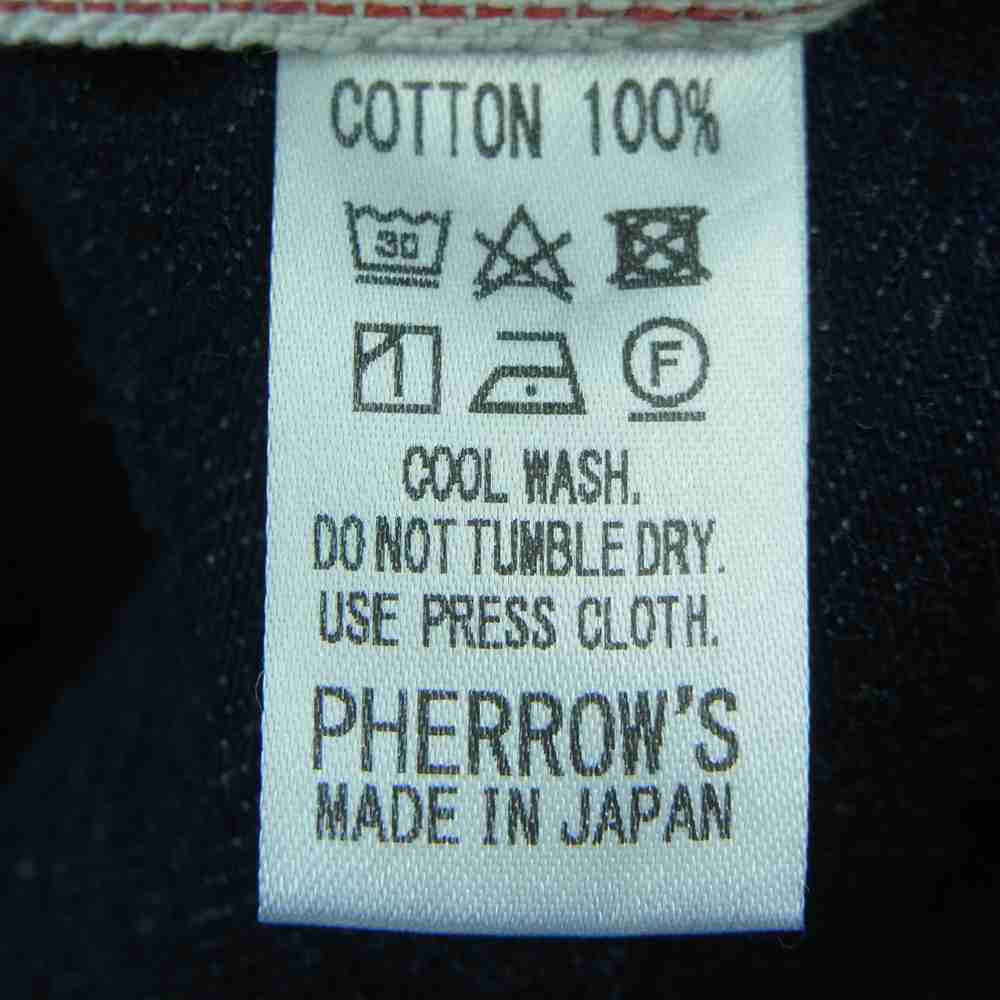 COTTON 100%
30
F
COOL WASH.
DO NOT TUMBLE DRY.
USE PRESS CLOTH.
PHERROW'S
MADE IN JAPAN